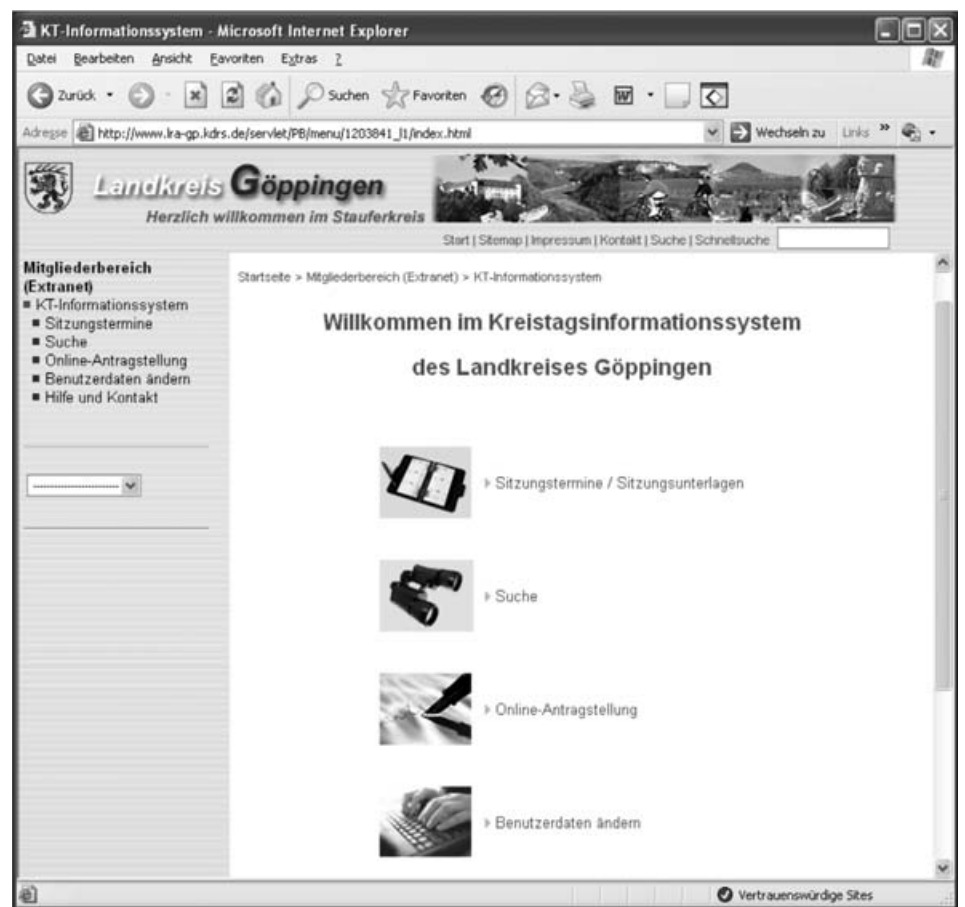 KT-Informationssystem - Microsoft Internet Explorer
Datei Bearbeiten Ansicht Favoriten Extras ?
Zurück Suchen Favoriten
Adresse http://www.lra-gp.kdrs.de/servlet/PB/menu/1203841_l1/index.html Wechseln zu Links »
Landkreis Göppingen
Herzlich willkommen im Stauferkreis
Start | Sitemap | Impressum | Kontakt | Suche | Schnellsuche
Mitgliederbereich
(Extranet)
KT-Informationssystem
Sitzungstermine
Suche
Online-Antragstellung
Benutzerdaten ändern
Hilfe und Kontakt
--------------------
Startseite > Mitgliederbereich (Extranet) > KT-Informationssystem
Willkommen im Kreistagsinformationssystem
des Landkreises Göppingen
Sitzungstermine / Sitzungsunterlagen
Suche
Online-Antragstellung
Benutzerdaten ändern
Vertrauenswürdige Sites